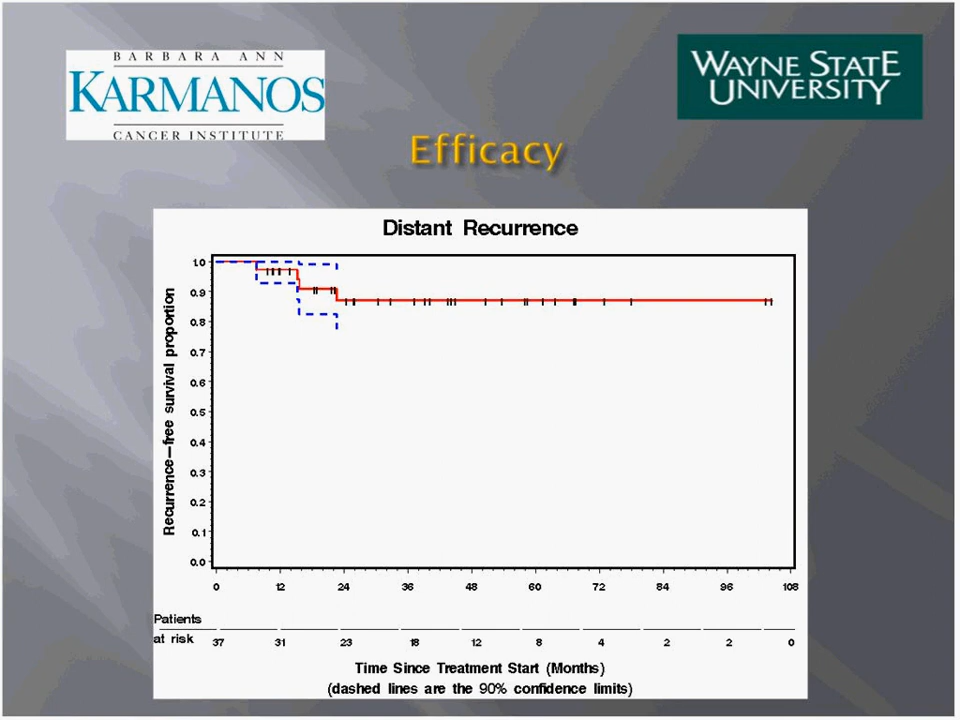 BARBARA ANN
KARMANOS
CANCER INSTITUTE
WAYNE STATE
UNIVERSITY
Efficacy
Distant Recurrence
Recurrence-free survival proportion
1.0
0.9
0.8
0.7
0.6
0.5
0.4
0.3
0.2
0.1
0.0
0 12 24 36 48 60 72 84 96 108
Patients
at risk 37 31 23 18 12 8 4 2 2 0
Time Since Treatment Start (Months)
(dashed lines are the 90% confidence limits)